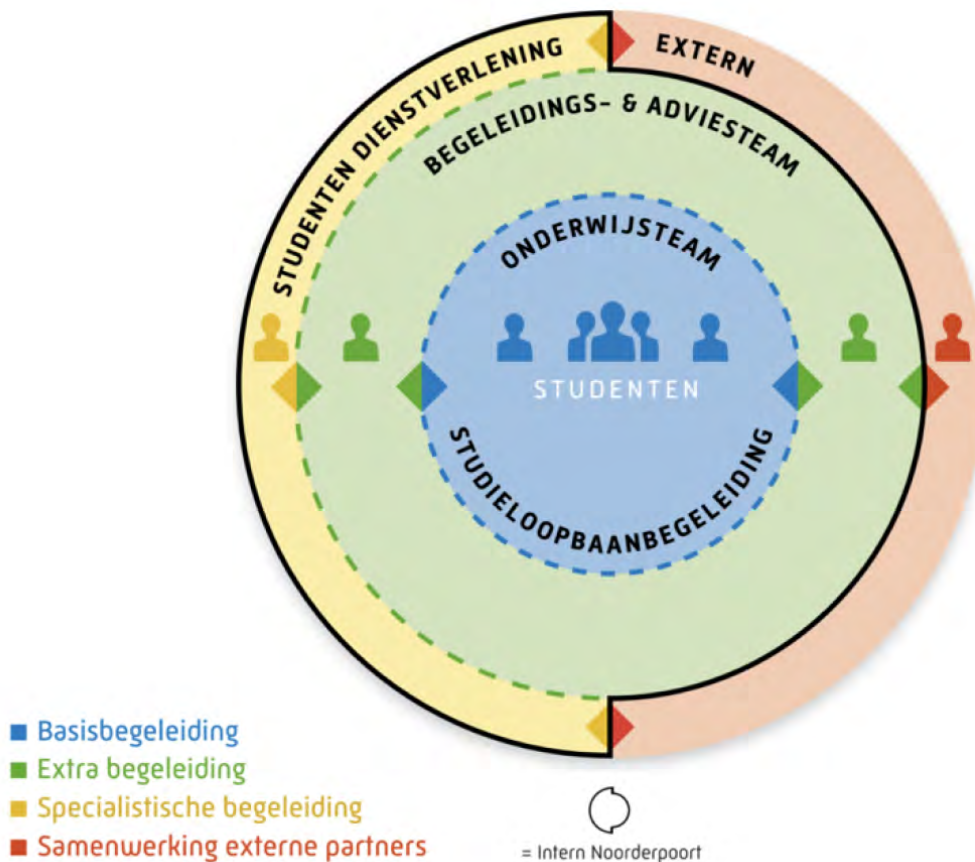 STUDENTEN DIENSTVERLENING
EXTERN
BEGELEIDINGS- & ADVIESTEAM
ONDERWIJSTEAM
STUDENTEN
STUDIELOOPBAANBEGELEIDING
Basisbegeleiding
Extra begeleiding
Specialistische begeleiding
Samenwerking externe partners
= Intern Noorderpoort